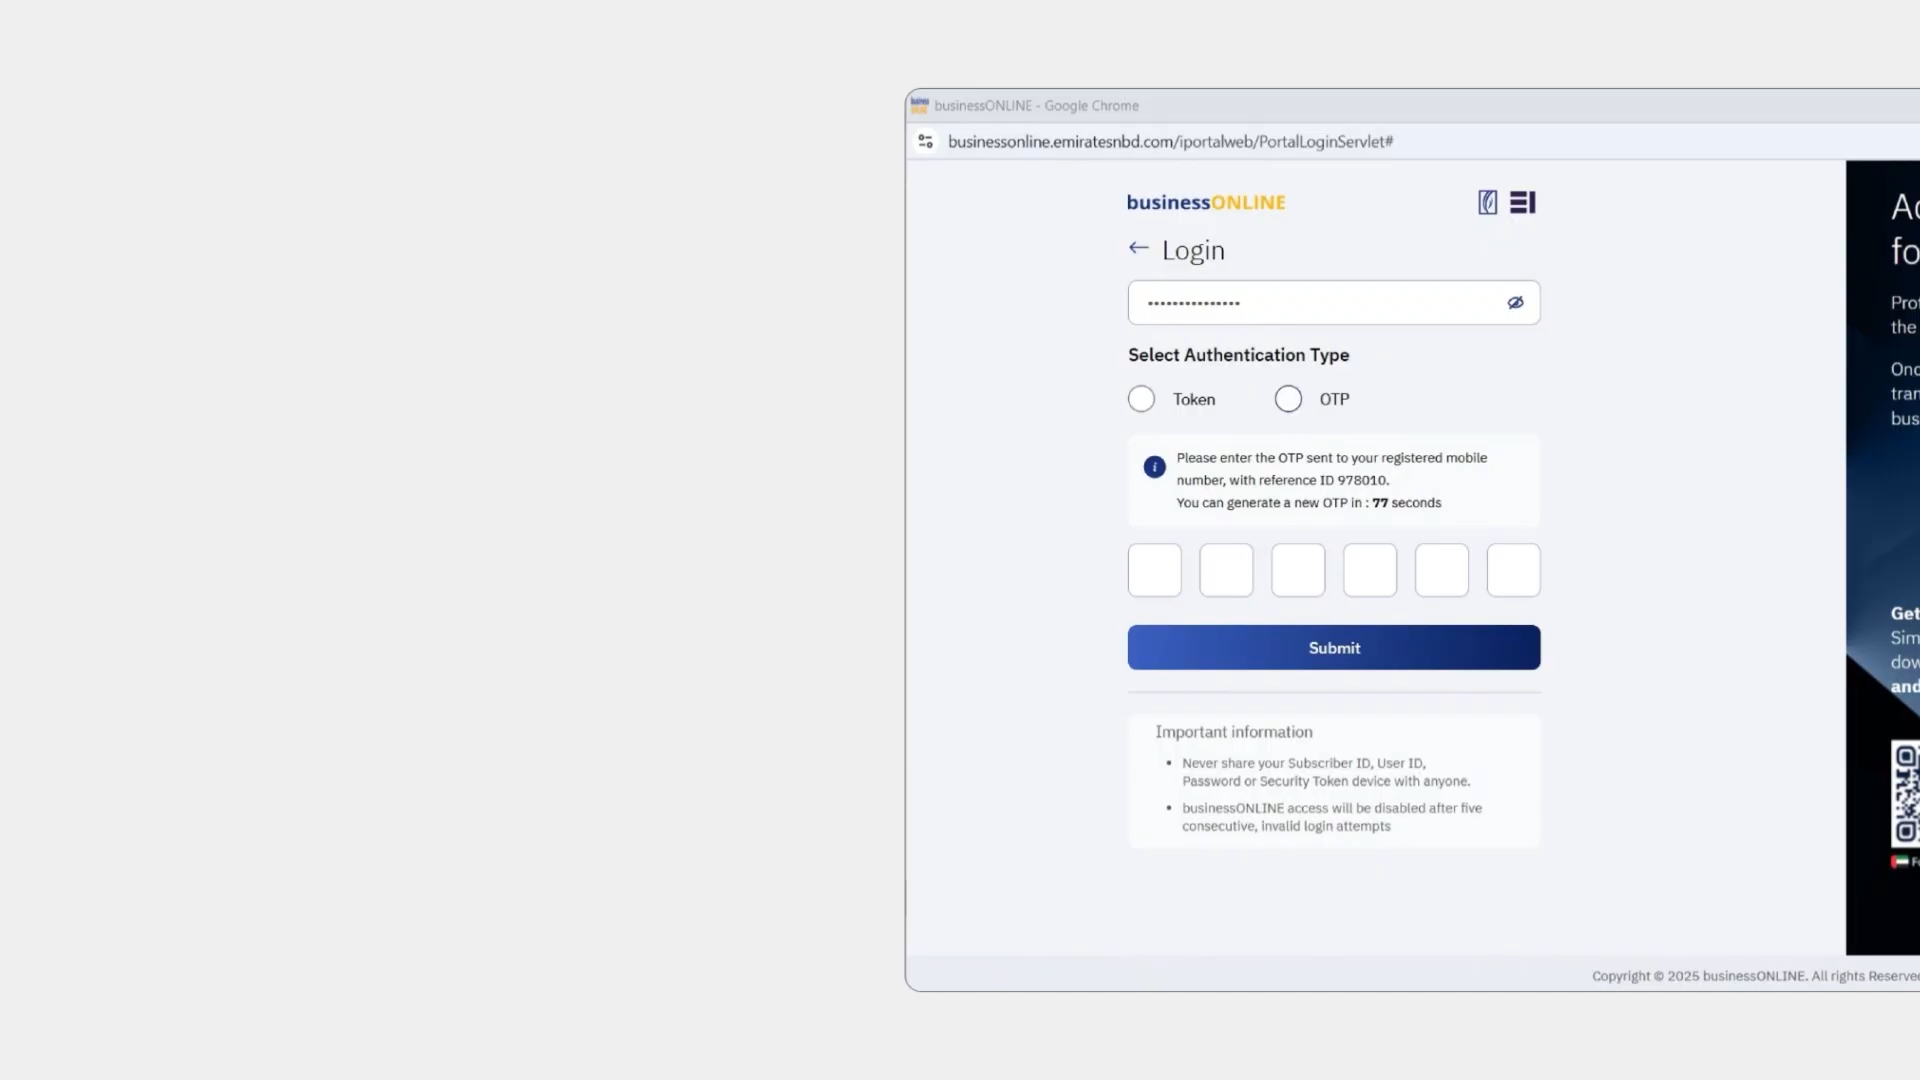 businessONLINE - Google Chrome
businessonline.emiratesnbd.com/iportalweb/PortalLoginServlet#
businessONLINE
Login
Select Authentication Type
Token
OTP
Please enter the OTP sent to your registered mobile
number, with reference ID 978010.
You can generate a new OTP in : 77 seconds
Submit
Important information
• Never share your Subscriber ID, User ID,
Password or Security Token device with anyone.
• businessONLINE access will be disabled after five
consecutive, invalid login attempts
the
Get
and
Copyright © 2025 businessONLINE. All rights